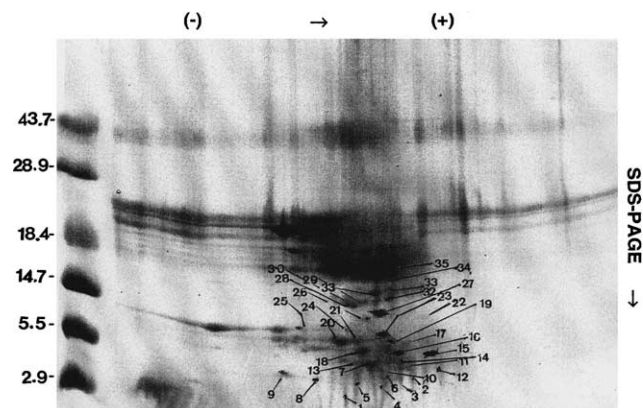 (-) → (+)
43.7-
28.9-
18.4-
14.7-
5.5-
2.9-
SDS-PAGE →
30 29 33 33 35
28 32 34
26 21 23 27
25 24 22 19
20 17 16
18 15
13 7 11 14
9 8 5 6 10 2 12
1 4 3